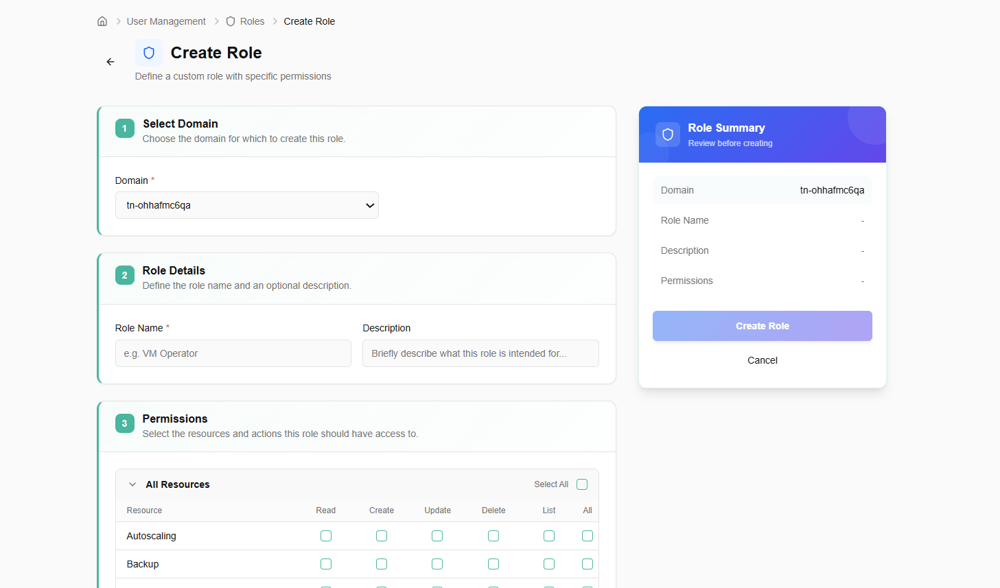 User Management > Roles > Create Role
Create Role
Define a custom role with specific permissions
1
Select Domain
Choose the domain for which to create this role.
Domain *
tn-ohhafmc6qa
2
Role Details
Define the role name and an optional description.
Role Name *
Description
e.g. VM Operator
Briefly describe what this role is intended for...
3
Permissions
Select the resources and actions this role should have access to.
All Resources
Select All
Resource Read Create Update Delete List All
Autoscaling
Backup
Role Summary
Review before creating
Domain tn-ohhafmc6qa
Role Name -
Description -
Permissions -
Create Role
Cancel